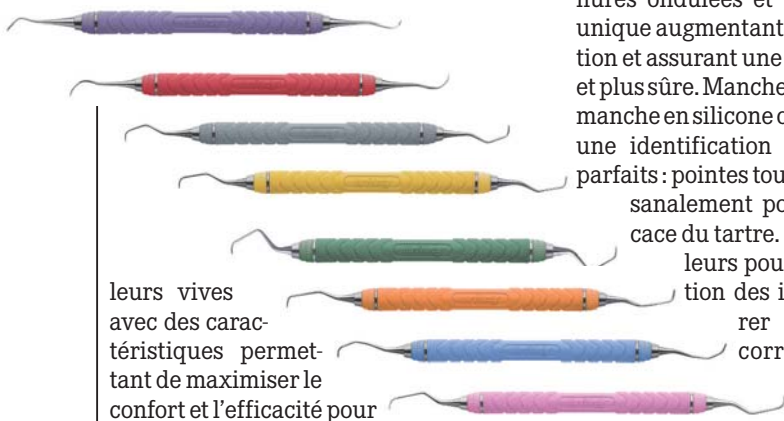 leurs vives
avec des carac-
téristiques permet-
tant de maximiser le
confort et l'efficacité pour
nures ondulées et
unique augmentant
tion et assurant une
et plus sûre. Manche
manche en silicone
une identification
parfaits : pointes tou
sanalement po
cace du tartre.
leurs pou
tion des i
rer
corr